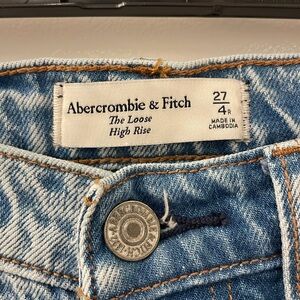 Abercrombie & Fitch
The Loose
High Rise
27
4R
MADE IN
CAMBODIA